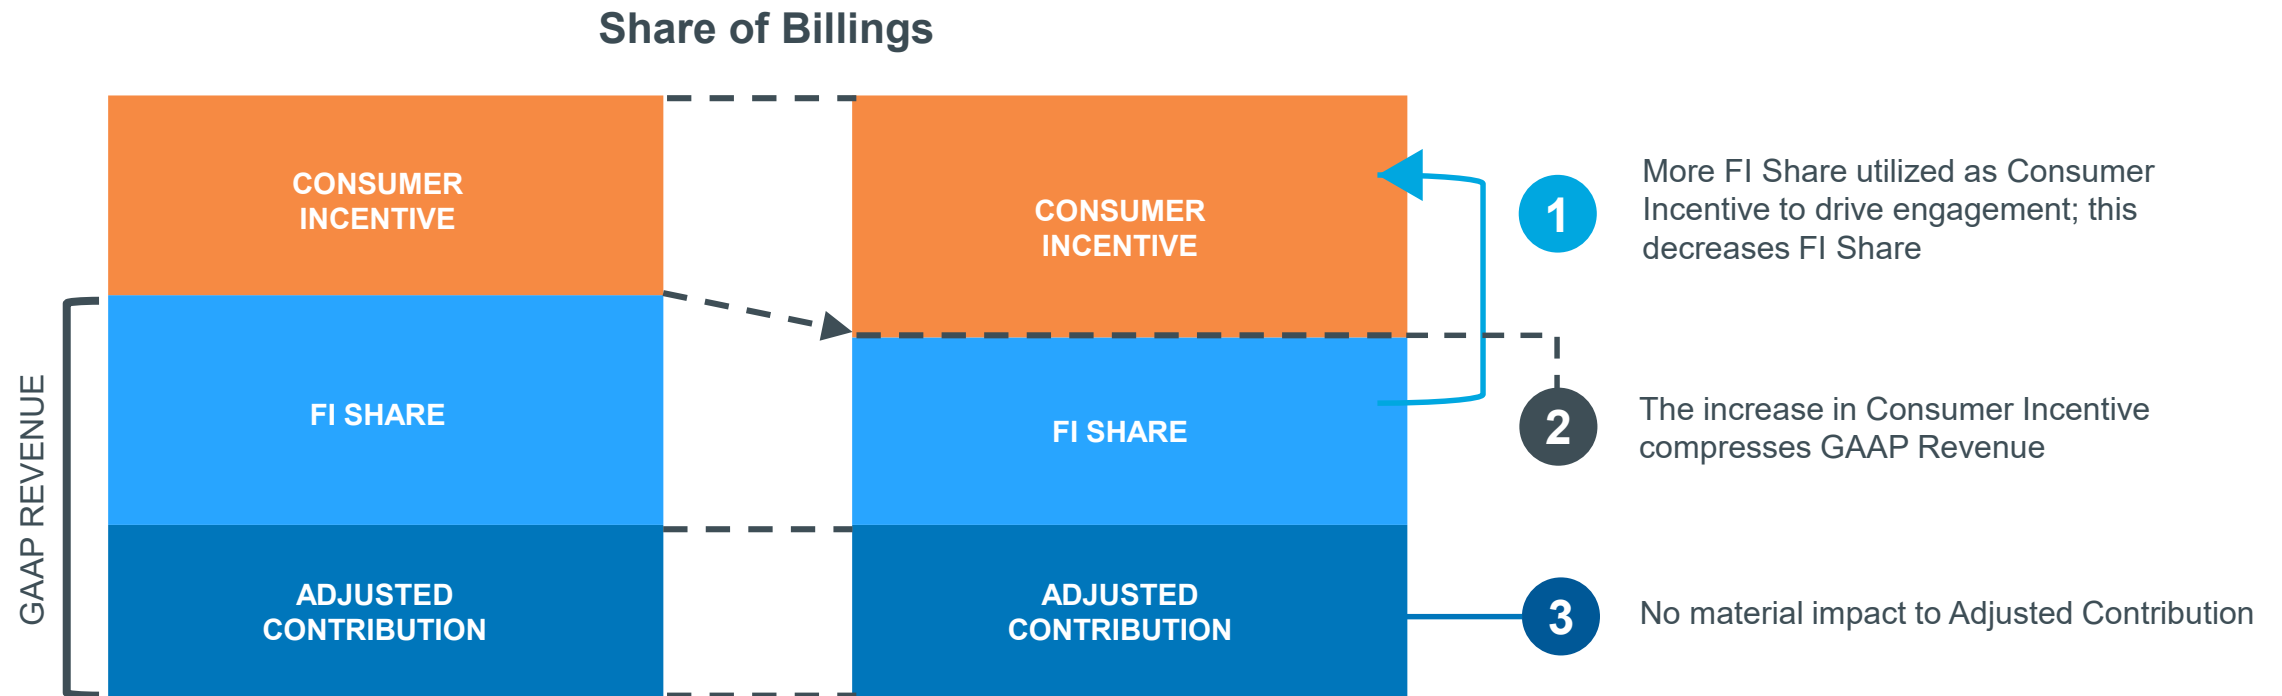 Share of Billings
CONSUMER
INCENTIVE
FI SHARE
ADJUSTED
CONTRIBUTION
GAAP REVENUE
CONSUMER
INCENTIVE
FI SHARE
ADJUSTED
CONTRIBUTION
1
More FI Share utilized as Consumer
Incentive to drive engagement; this
decreases FI Share
2
The increase in Consumer Incentive
compresses GAAP Revenue
3
No material impact to Adjusted Contribution